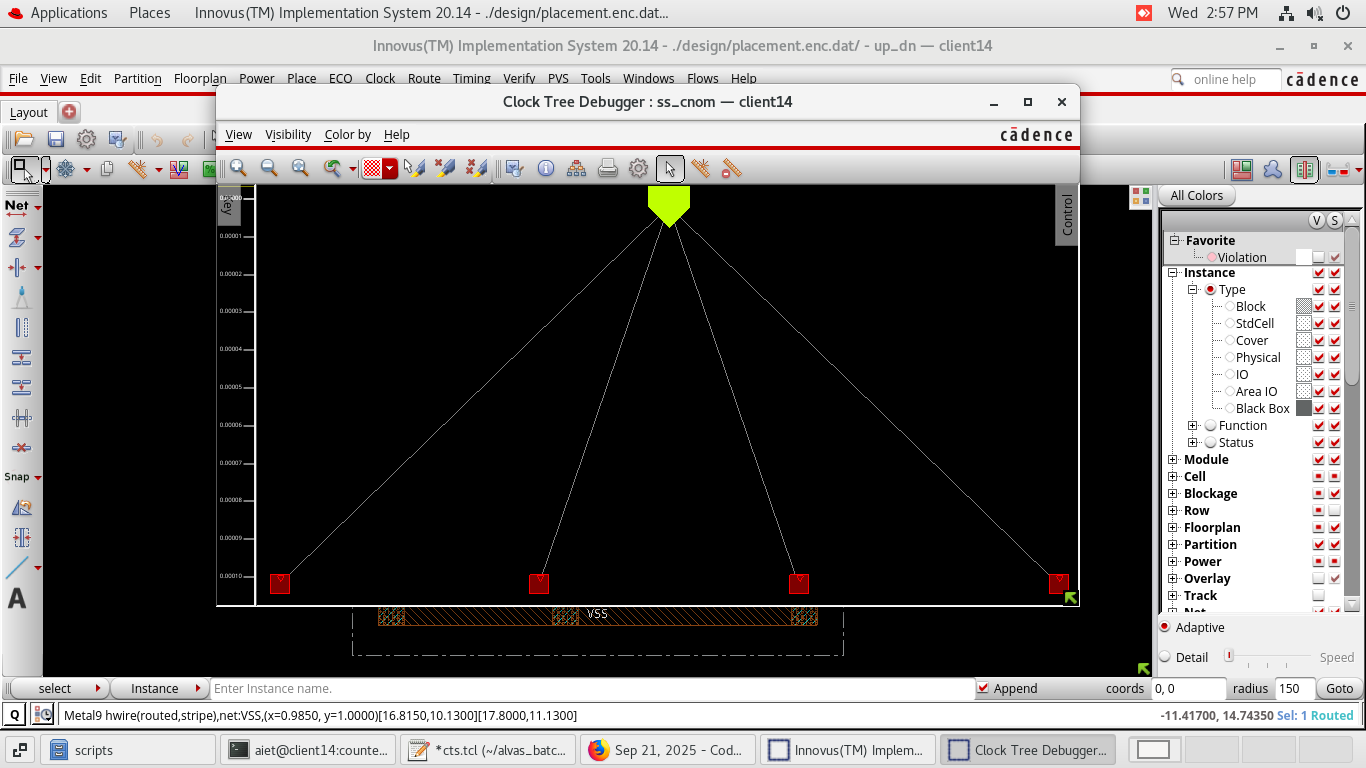 Applications Places Innovus(TM) Implementation System 20.14 - ./design/placement.enc.dat... Wed 2:57 PM
Innovus(TM) Implementation System 20.14 - ./design/placement.enc.dat/ - up_dn — client14
File View Edit Partition Floorplan Power Place ECO Clock Route Timing Verify PVS Tools Windows Flows Help online help cādence
Layout
Clock Tree Debugger : ss_cnom — client14
View Visibility Color by Help cādence
Key
Control
0.00000
0.00001
0.00002
0.00003
0.00004
0.00005
0.00006
0.00007
0.00008
0.00009
0.00010
VSS
Net
Snap
A
All Colors
V S
Favorite
Violation
Instance
Type
Block
StdCell
Cover
Physical
IO
Area IO
Black Box
Function
Status
Module
Cell
Blockage
Row
Floorplan
Partition
Power
Overlay
Track
Net
Adaptive
Detail Speed
select Instance Enter Instance name. Append coords 0, 0 radius 150 Goto
Q Metal9 hwire(routed,stripe),net:VSS,(x=0.9850, y=1.0000)[16.8150,10.1300][17.8000,11.1300] -11.41700, 14.74350 Sel: 1 Routed
scripts aiet@client14:counte... *cts.tcl (~/alvas_batc... Sep 21, 2025 - Cod... Innovus(TM) Implem... Clock Tree Debugger...